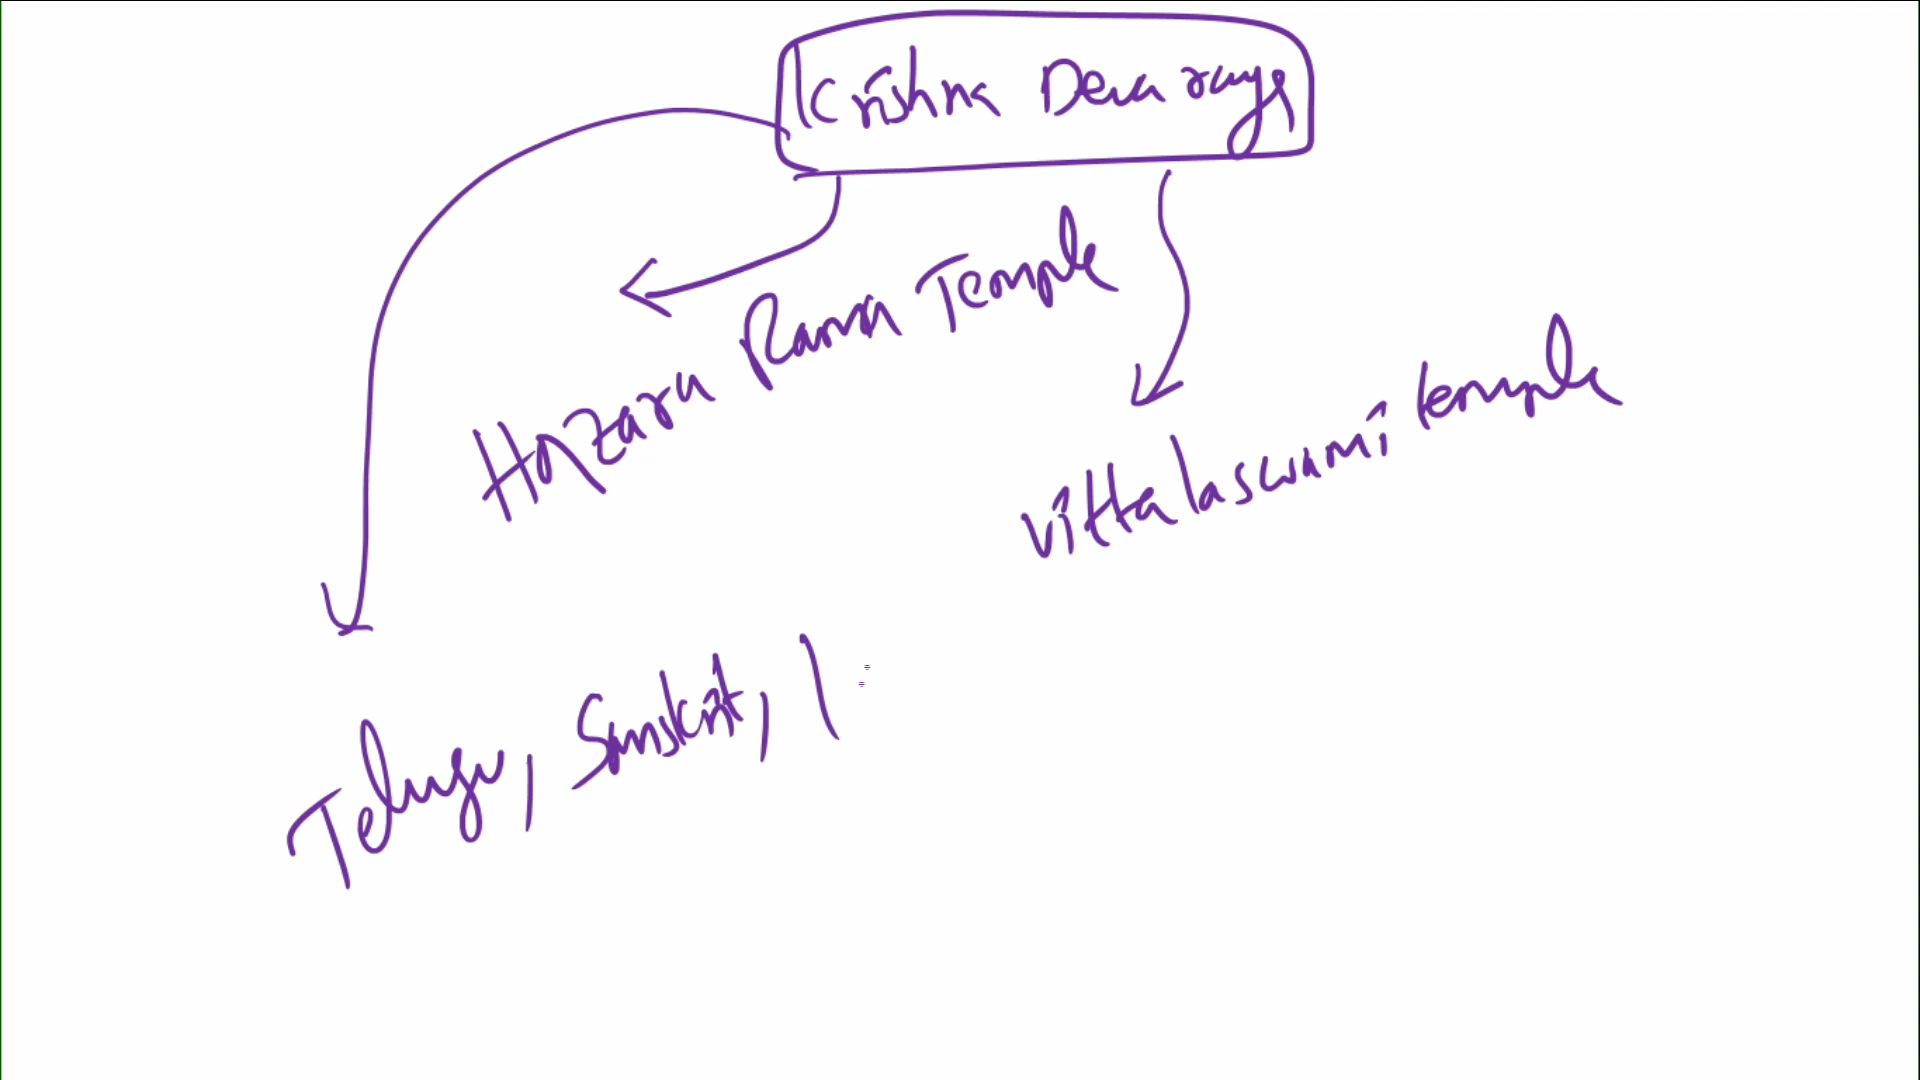 Krishna Deva raya
Hazara Rama Temple
vittalaswami temple
Telugu, Sanskrit,